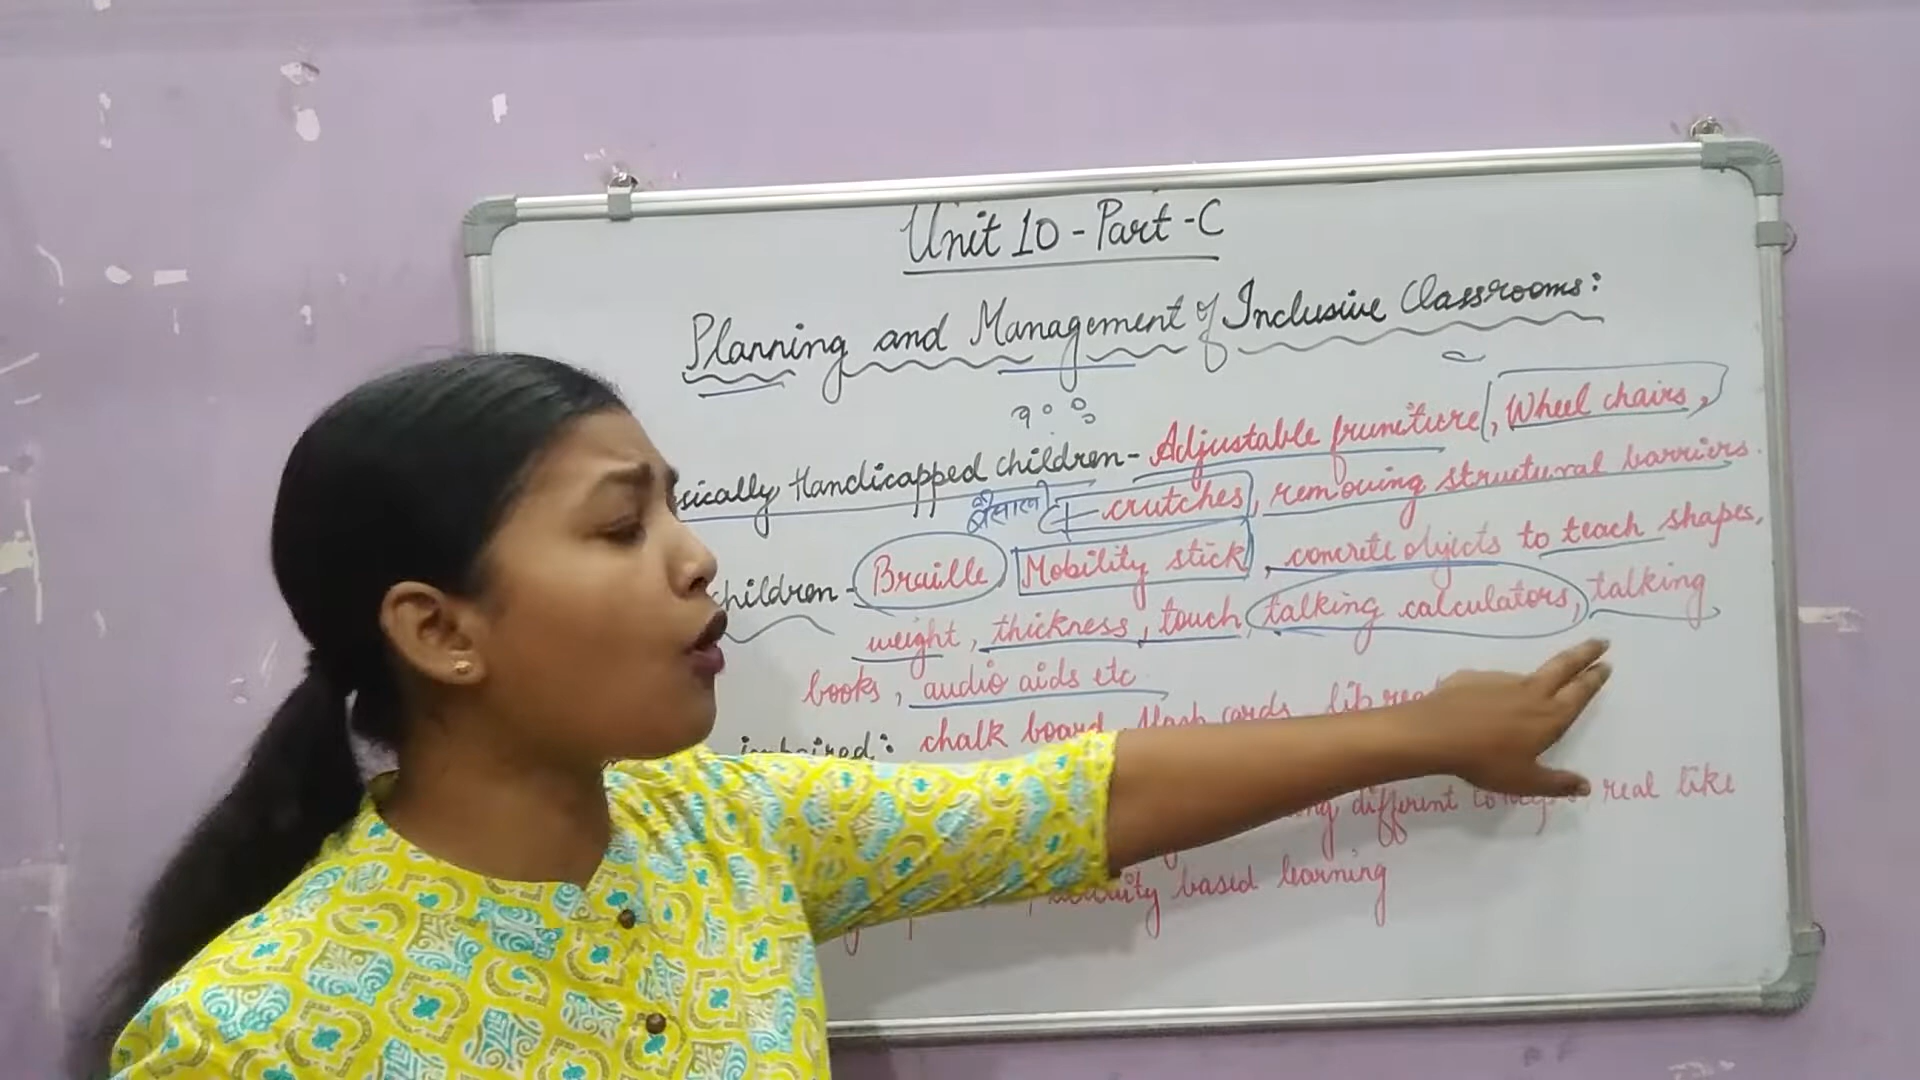 Unit 10 - Part - C
Planning and Management of Inclusive Classrooms:
90°
sically Handicapped children - Adjustable fruniture, Wheel chairs,
crutches, removing structural barriers.
children - Braille, Mobility stick, concrete objects to teach shapes,
weight, thickness, touch, talking calculators, talking
books, audio aids etc.
impaired: chalk board, flash cards,
different real like
based learning